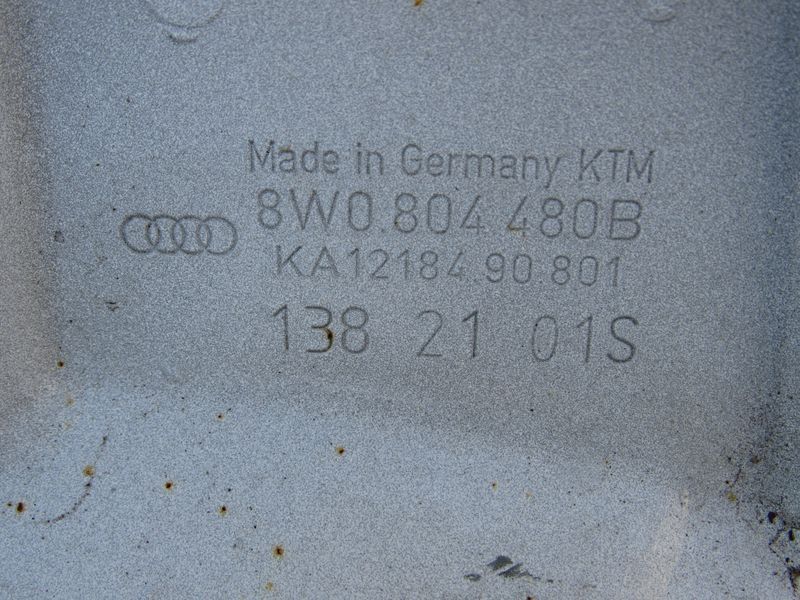 Made in Germany KTM
8W0.804.480B
KA12184 90 801
138 21 01S